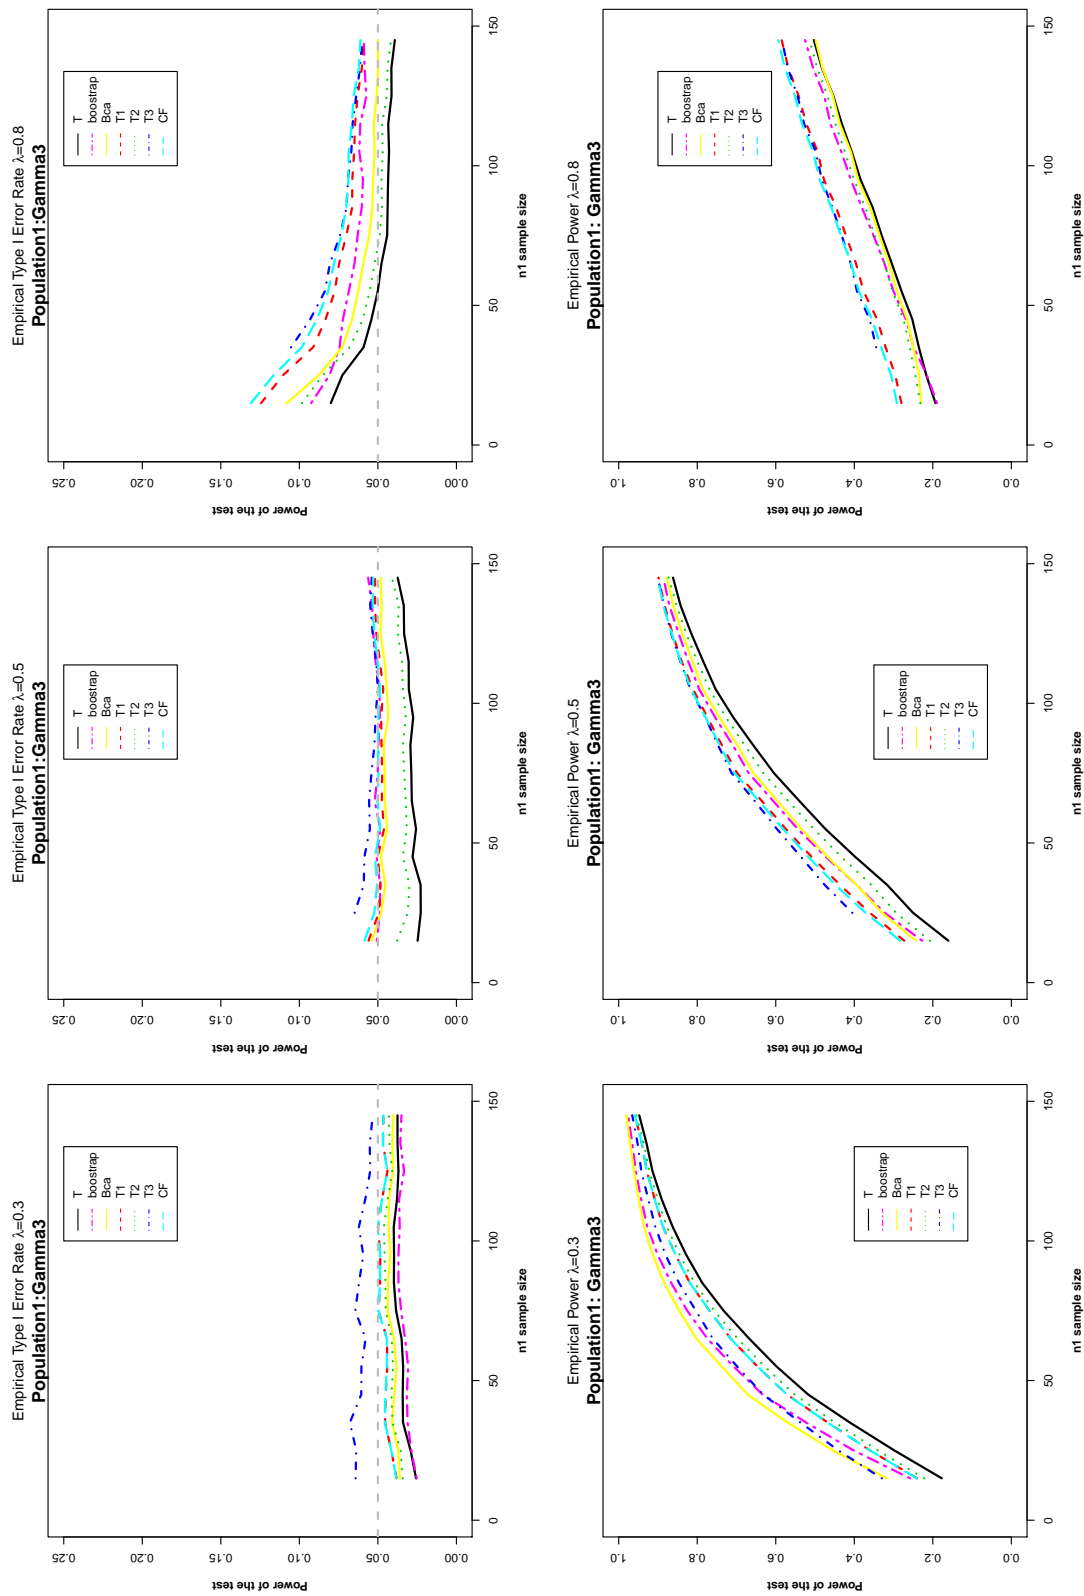 Empirical Type I Error Rate λ=0.3
Population1:Gamma3
T
boostrap
Bca
T1
T2
T3
CF
0.25
0.20
0.15
0.10
0.05
0.00
Power of the test
0
50
100
150
n1 sample size
Empirical Type I Error Rate λ=0.5
Population1:Gamma3
T
boostrap
Bca
T1
T2
T3
CF
0.25
0.20
0.15
0.10
0.05
0.00
Power of the test
0
50
100
150
n1 sample size
Empirical Type I Error Rate λ=0.8
Population1:Gamma3
T
boostrap
Bca
T1
T2
T3
CF
0.25
0.20
0.15
0.10
0.05
0.00
Power of the test
0
50
100
150
n1 sample size
Empirical Power λ=0.3
Population1: Gamma3
T
boostrap
Bca
T1
T2
T3
CF
1.0
0.8
0.6
0.4
0.2
0.0
Power of the test
0
50
100
150
n1 sample size
Empirical Power λ=0.5
Population1: Gamma3
T
boostrap
Bca
T1
T2
T3
CF
1.0
0.8
0.6
0.4
0.2
0.0
Power of the test
0
50
100
150
n1 sample size
Empirical Power λ=0.8
Population1: Gamma3
T
boostrap
Bca
T1
T2
T3
CF
1.0
0.8
0.6
0.4
0.2
0.0
Power of the test
0
50
100
150
n1 sample size